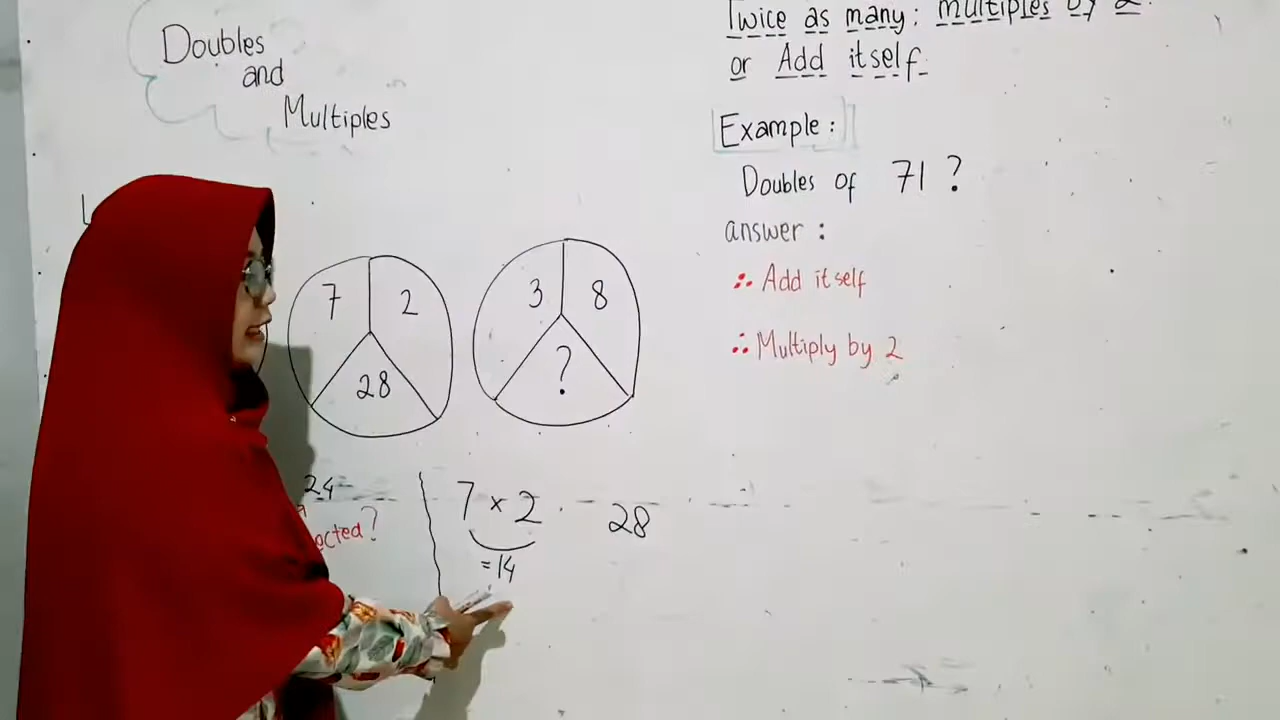 Doubles
and
Multiples
Twice as many: multiples by 2.
or Add itself.
Example:
Doubles of 71?
answer:
∴ Add itself
∴ Multiply by 2
7 2
28
3 8
?
24
7 × 2
28
=14